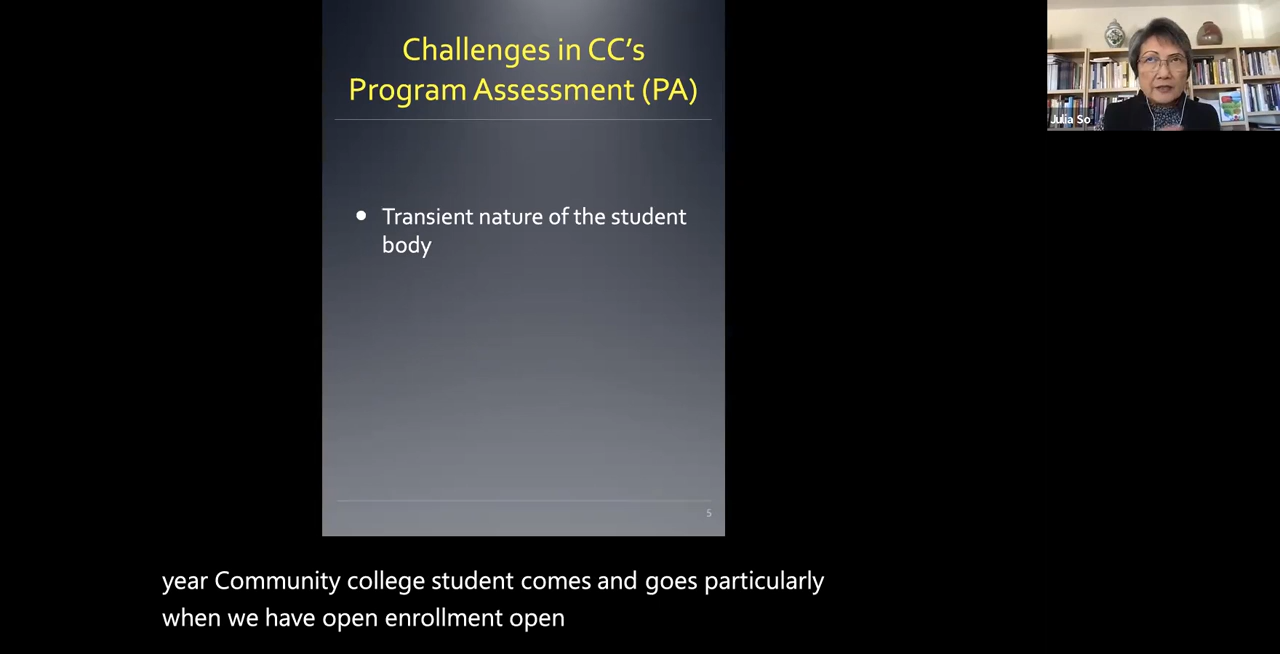 Challenges in CC’s
Program Assessment (PA)
• Transient nature of the student
body
5
Julia So
year Community college student comes and goes particularly
when we have open enrollment open